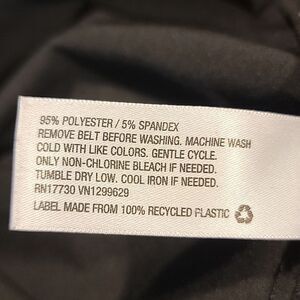 95% POLYESTER / 5% SPANDEX
REMOVE BELT BEFORE WASHING. MACHINE WASH
COLD WITH LIKE COLORS. GENTLE CYCLE.
ONLY NON-CHLORINE BLEACH IF NEEDED.
TUMBLE DRY LOW. COOL IRON IF NEEDED.
RN17730 VN1299629
LABEL MADE FROM 100% RECYCLED PLASTIC